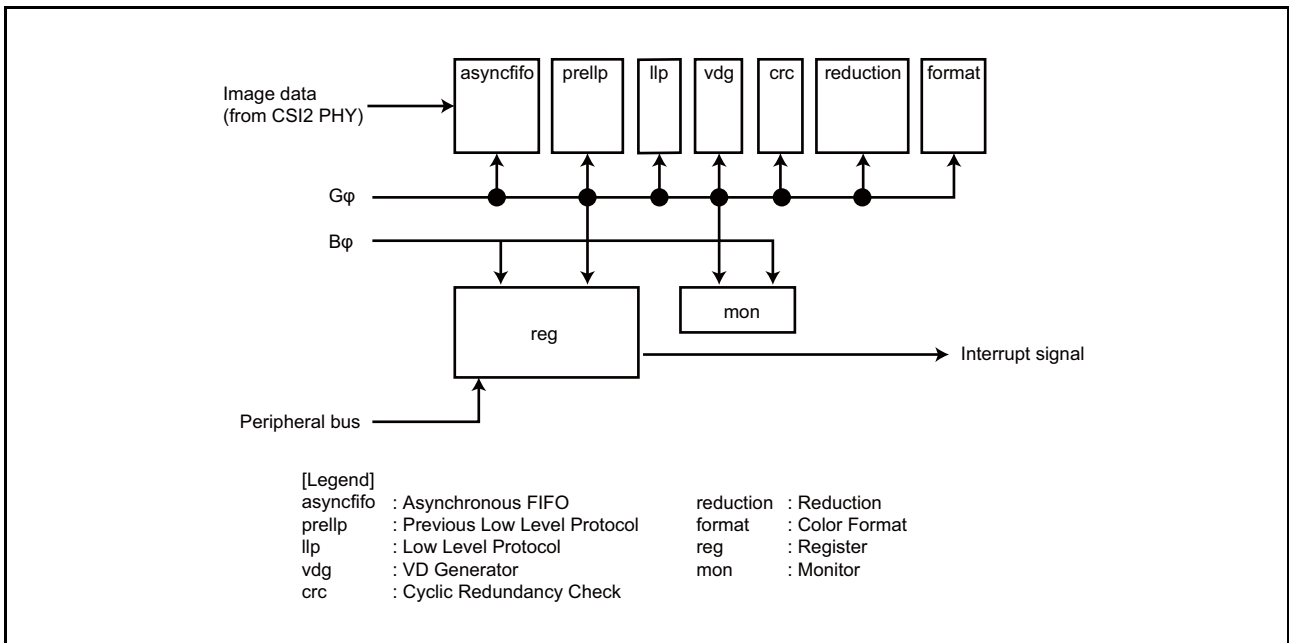 asyncfifo prellp llp vdg crc reduction format
Image data
(from CSI2 PHY)
Gφ
Bφ
reg
mon
Interrupt signal
Peripheral bus
[Legend]
asyncfifo : Asynchronous FIFO
prellp : Previous Low Level Protocol
llp : Low Level Protocol
vdg : VD Generator
crc : Cyclic Redundancy Check
reduction : Reduction
format : Color Format
reg : Register
mon : Monitor